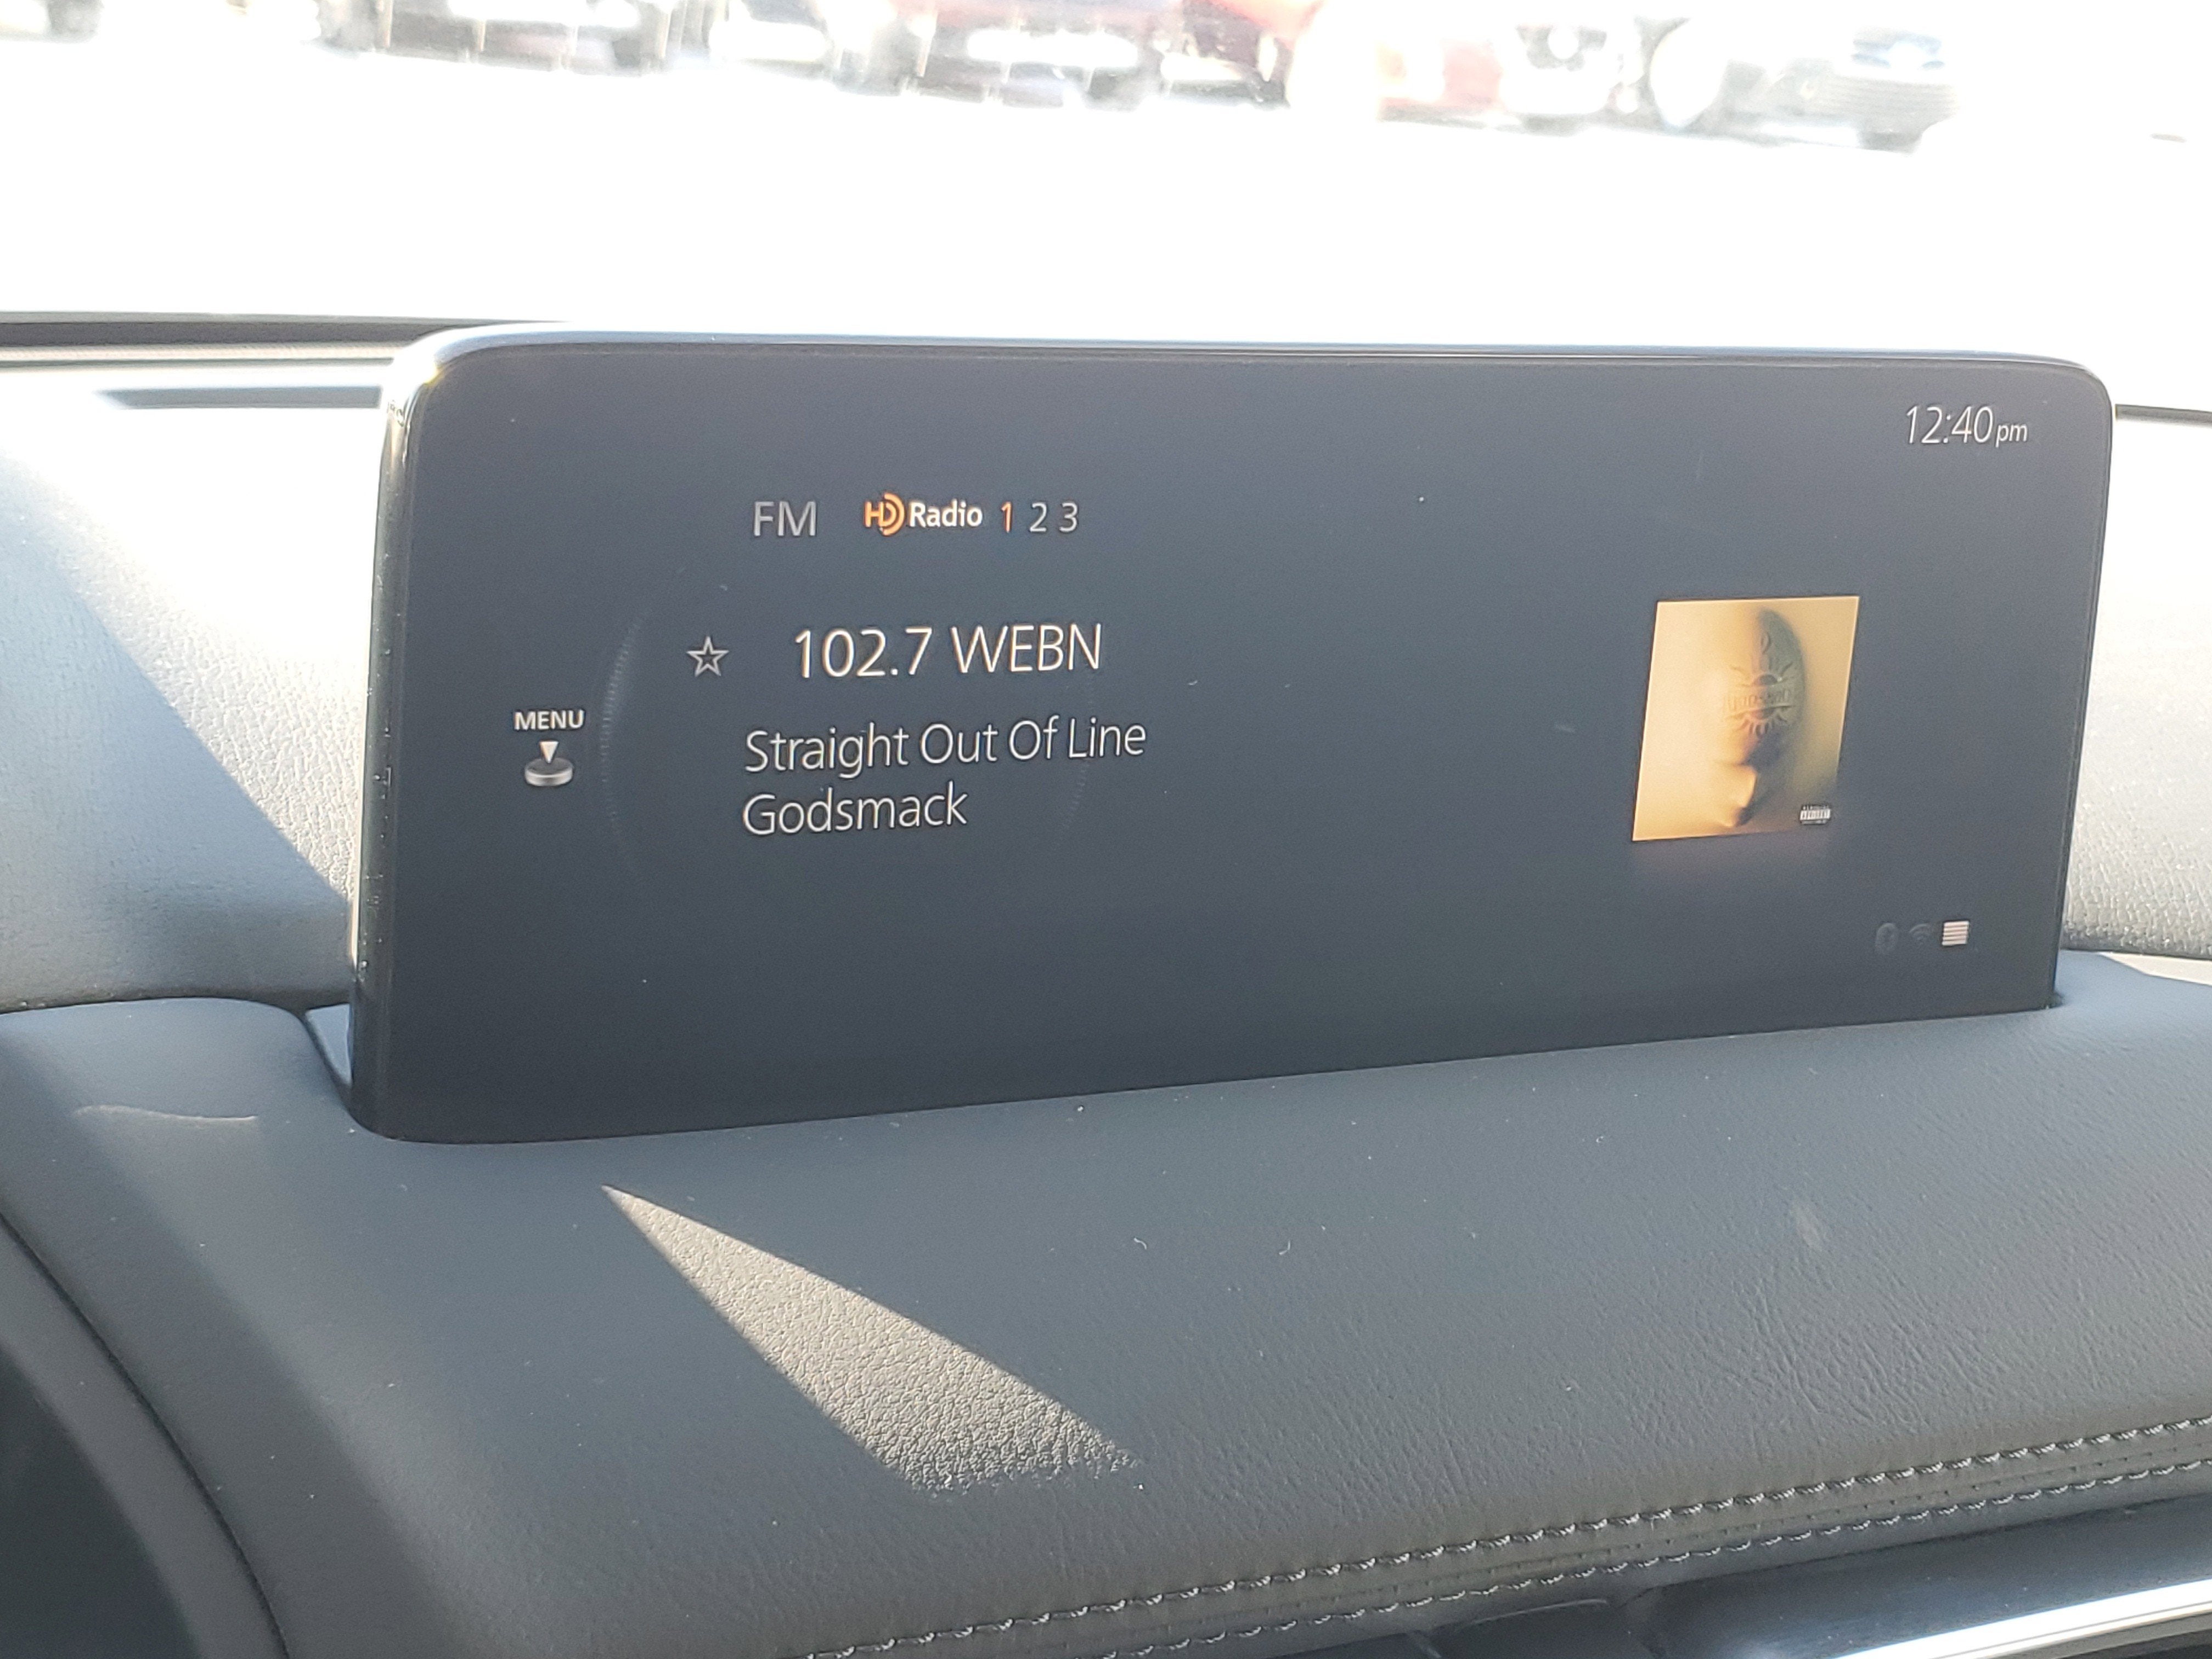 12:40pm
FM HD Radio 1 2 3
102.7 WEBN
MENU
Straight Out Of Line
Godsmack